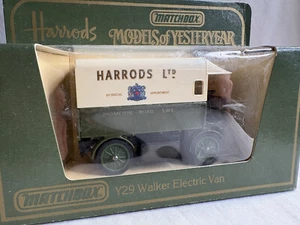 Harrods
MATCHBOX
MODELS of YESTERYEAR
HARRODS LTD
MATCHBOX
Y29 Walker Electric Van